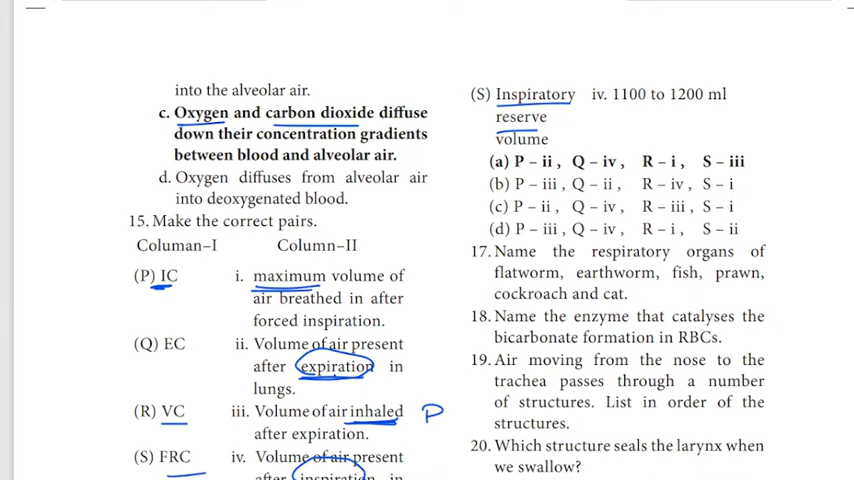 into the alveolar air.
c. Oxygen and carbon dioxide diffuse
down their concentration gradients
between blood and alveolar air.
d. Oxygen diffuses from alveolar air
into deoxygenated blood.
15. Make the correct pairs.
Columan–I Column–II
(P) IC i. maximum volume of
air breathed in after
forced inspiration.
(Q) EC ii. Volume of air present
after expiration in
lungs.
(R) VC iii. Volume of air inhaled P
after expiration.
(S) FRC iv. Volume of air present
after inspiration in
(S) Inspiratory iv. 1100 to 1200 ml
reserve
volume
(a) P – ii , Q – iv , R – i , S – iii
(b) P – iii , Q – ii , R – iv , S – i
(c) P – ii , Q – iv , R – iii , S – i
(d) P – iii , Q – iv , R – i , S – ii
17. Name the respiratory organs of
flatworm, earthworm, fish, prawn,
cockroach and cat.
18. Name the enzyme that catalyses the
bicarbonate formation in RBCs.
19. Air moving from the nose to the
trachea passes through a number
of structures. List in order of the
structures.
20. Which structure seals the larynx when
we swallow?